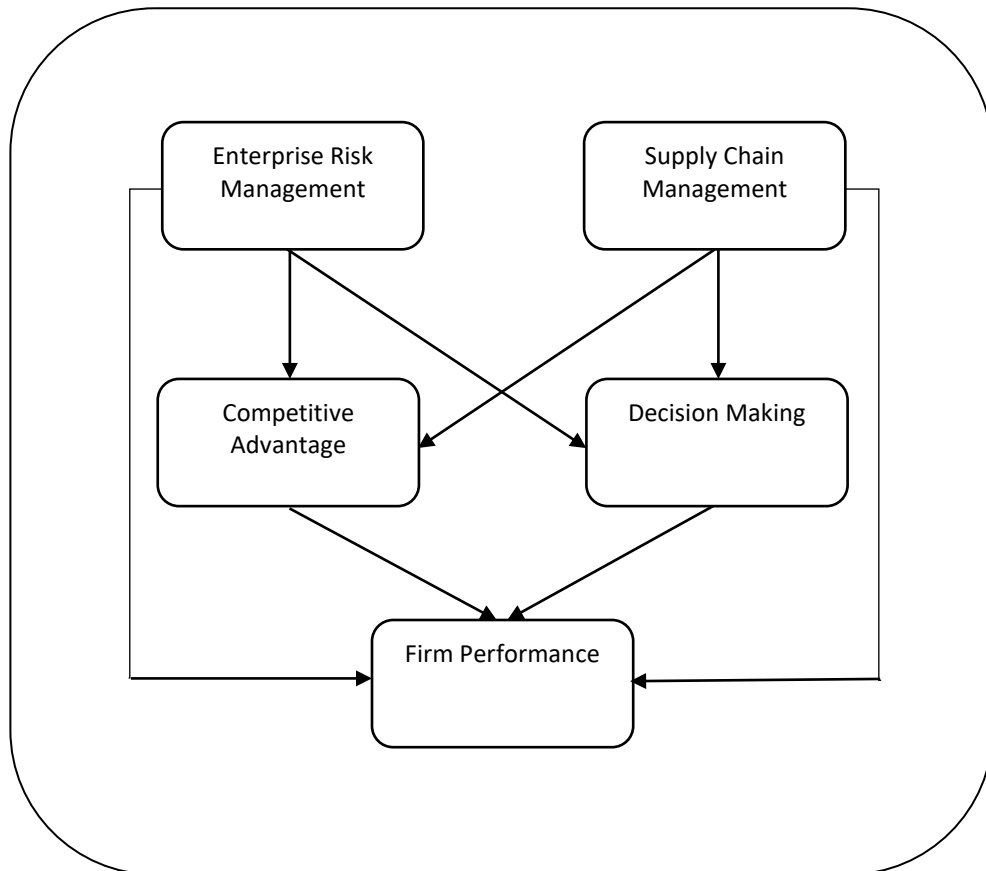 Enterprise Risk
Management
Supply Chain
Management
Competitive
Advantage
Decision Making
Firm Performance